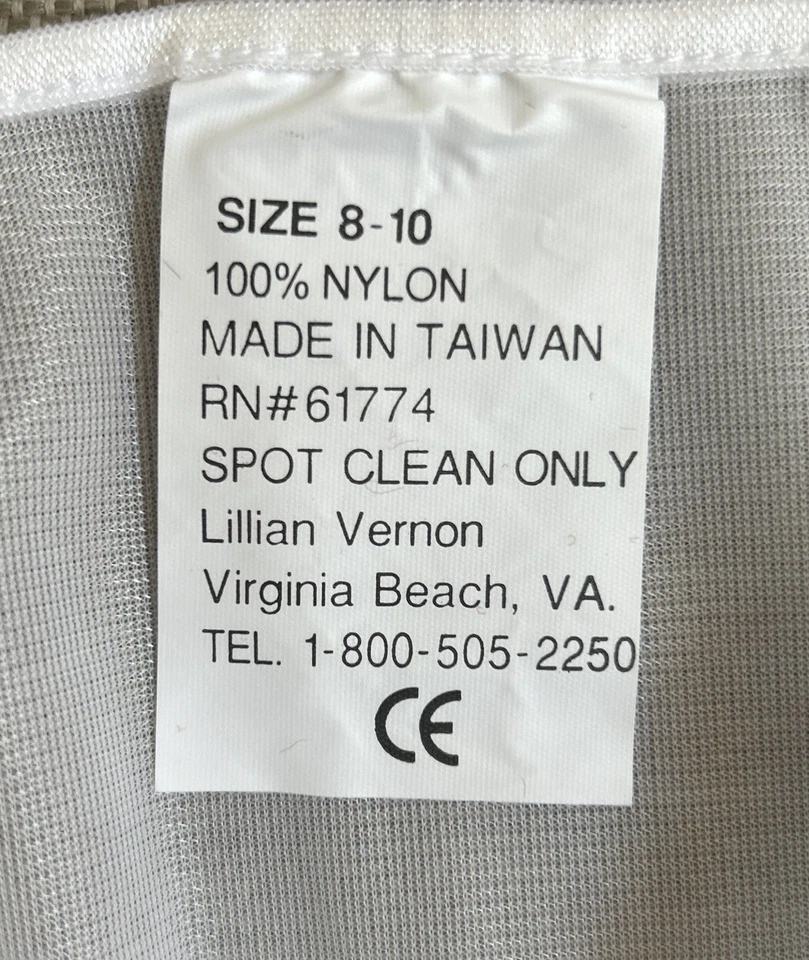 SIZE 8-10
100% NYLON
MADE IN TAIWAN
RN#61774
SPOT CLEAN ONLY
Lillian Vernon
Virginia Beach, VA.
TEL. 1-800-505-2250
CE